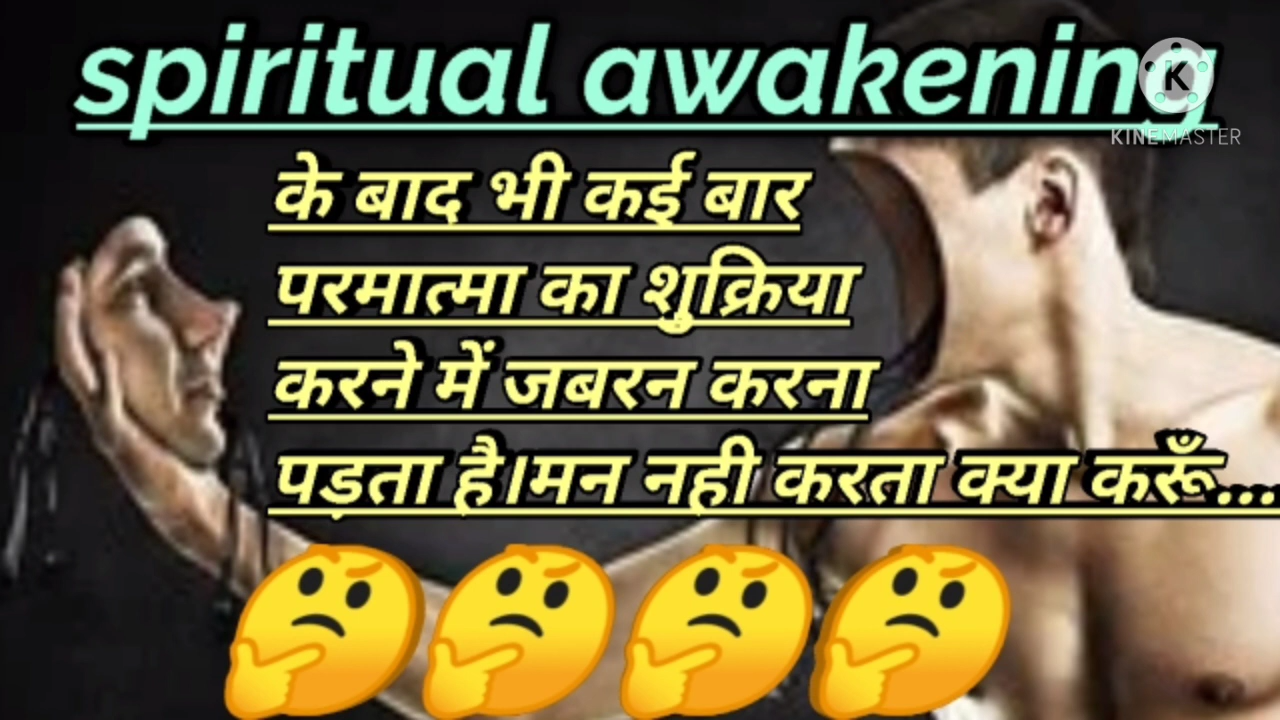 spiritual awakening
KINEMASTER
के बाद भी कई बार
परमात्मा का शुक्रिया
करने में जबरन करना
पड़ता है।मन नही करता क्या करूँ...